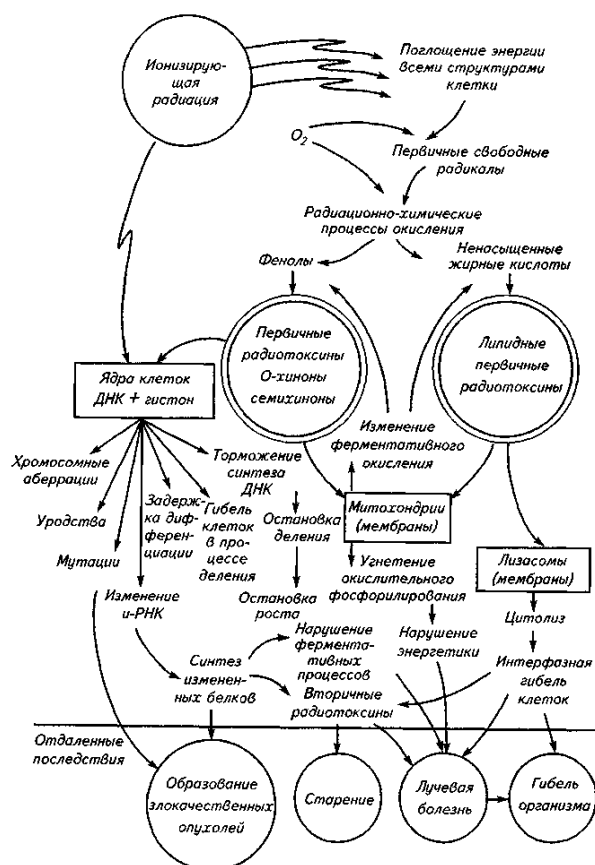 Ионизирую-
щая
радиация
Поглощение энергии
всеми структурами
клетки
O₂
Первичные свободные
радикалы
Радиационно-химические
процессы окисления
Фенолы
Ненасыщенные
жирные кислоты
Первичные
радиотоксины
О-хиноны
семихиноны
Липидные
первичные
радиотоксины
Ядра клеток
ДНК + гистон
Изменение
ферментативного
окисления
Хромосомные
аберрации
Уродства
Мутации
Изменение
и-РНК
Задерж-
ка диф-
ферен-
циации
Гибель
клеток
в про-
цессе
деления
Торможение
синтеза
ДНК
Остановка
деления
Остановка
роста
Митохондрии
(мембраны)
Угнетение
окислительного
фосфорилирования
Лизасомы
(мембраны)
Цитолиз
Нарушение
фермента-
тивных
процессов
Нарушение
энергетики
Интерфазная
гибель
клеток
Синтез
изменен-
ных белков
Вторичные
радиотоксины
Отдаленные
последствия
Образование
злокачественных
опухолей
Старение
Лучевая
болезнь
Гибель
организма